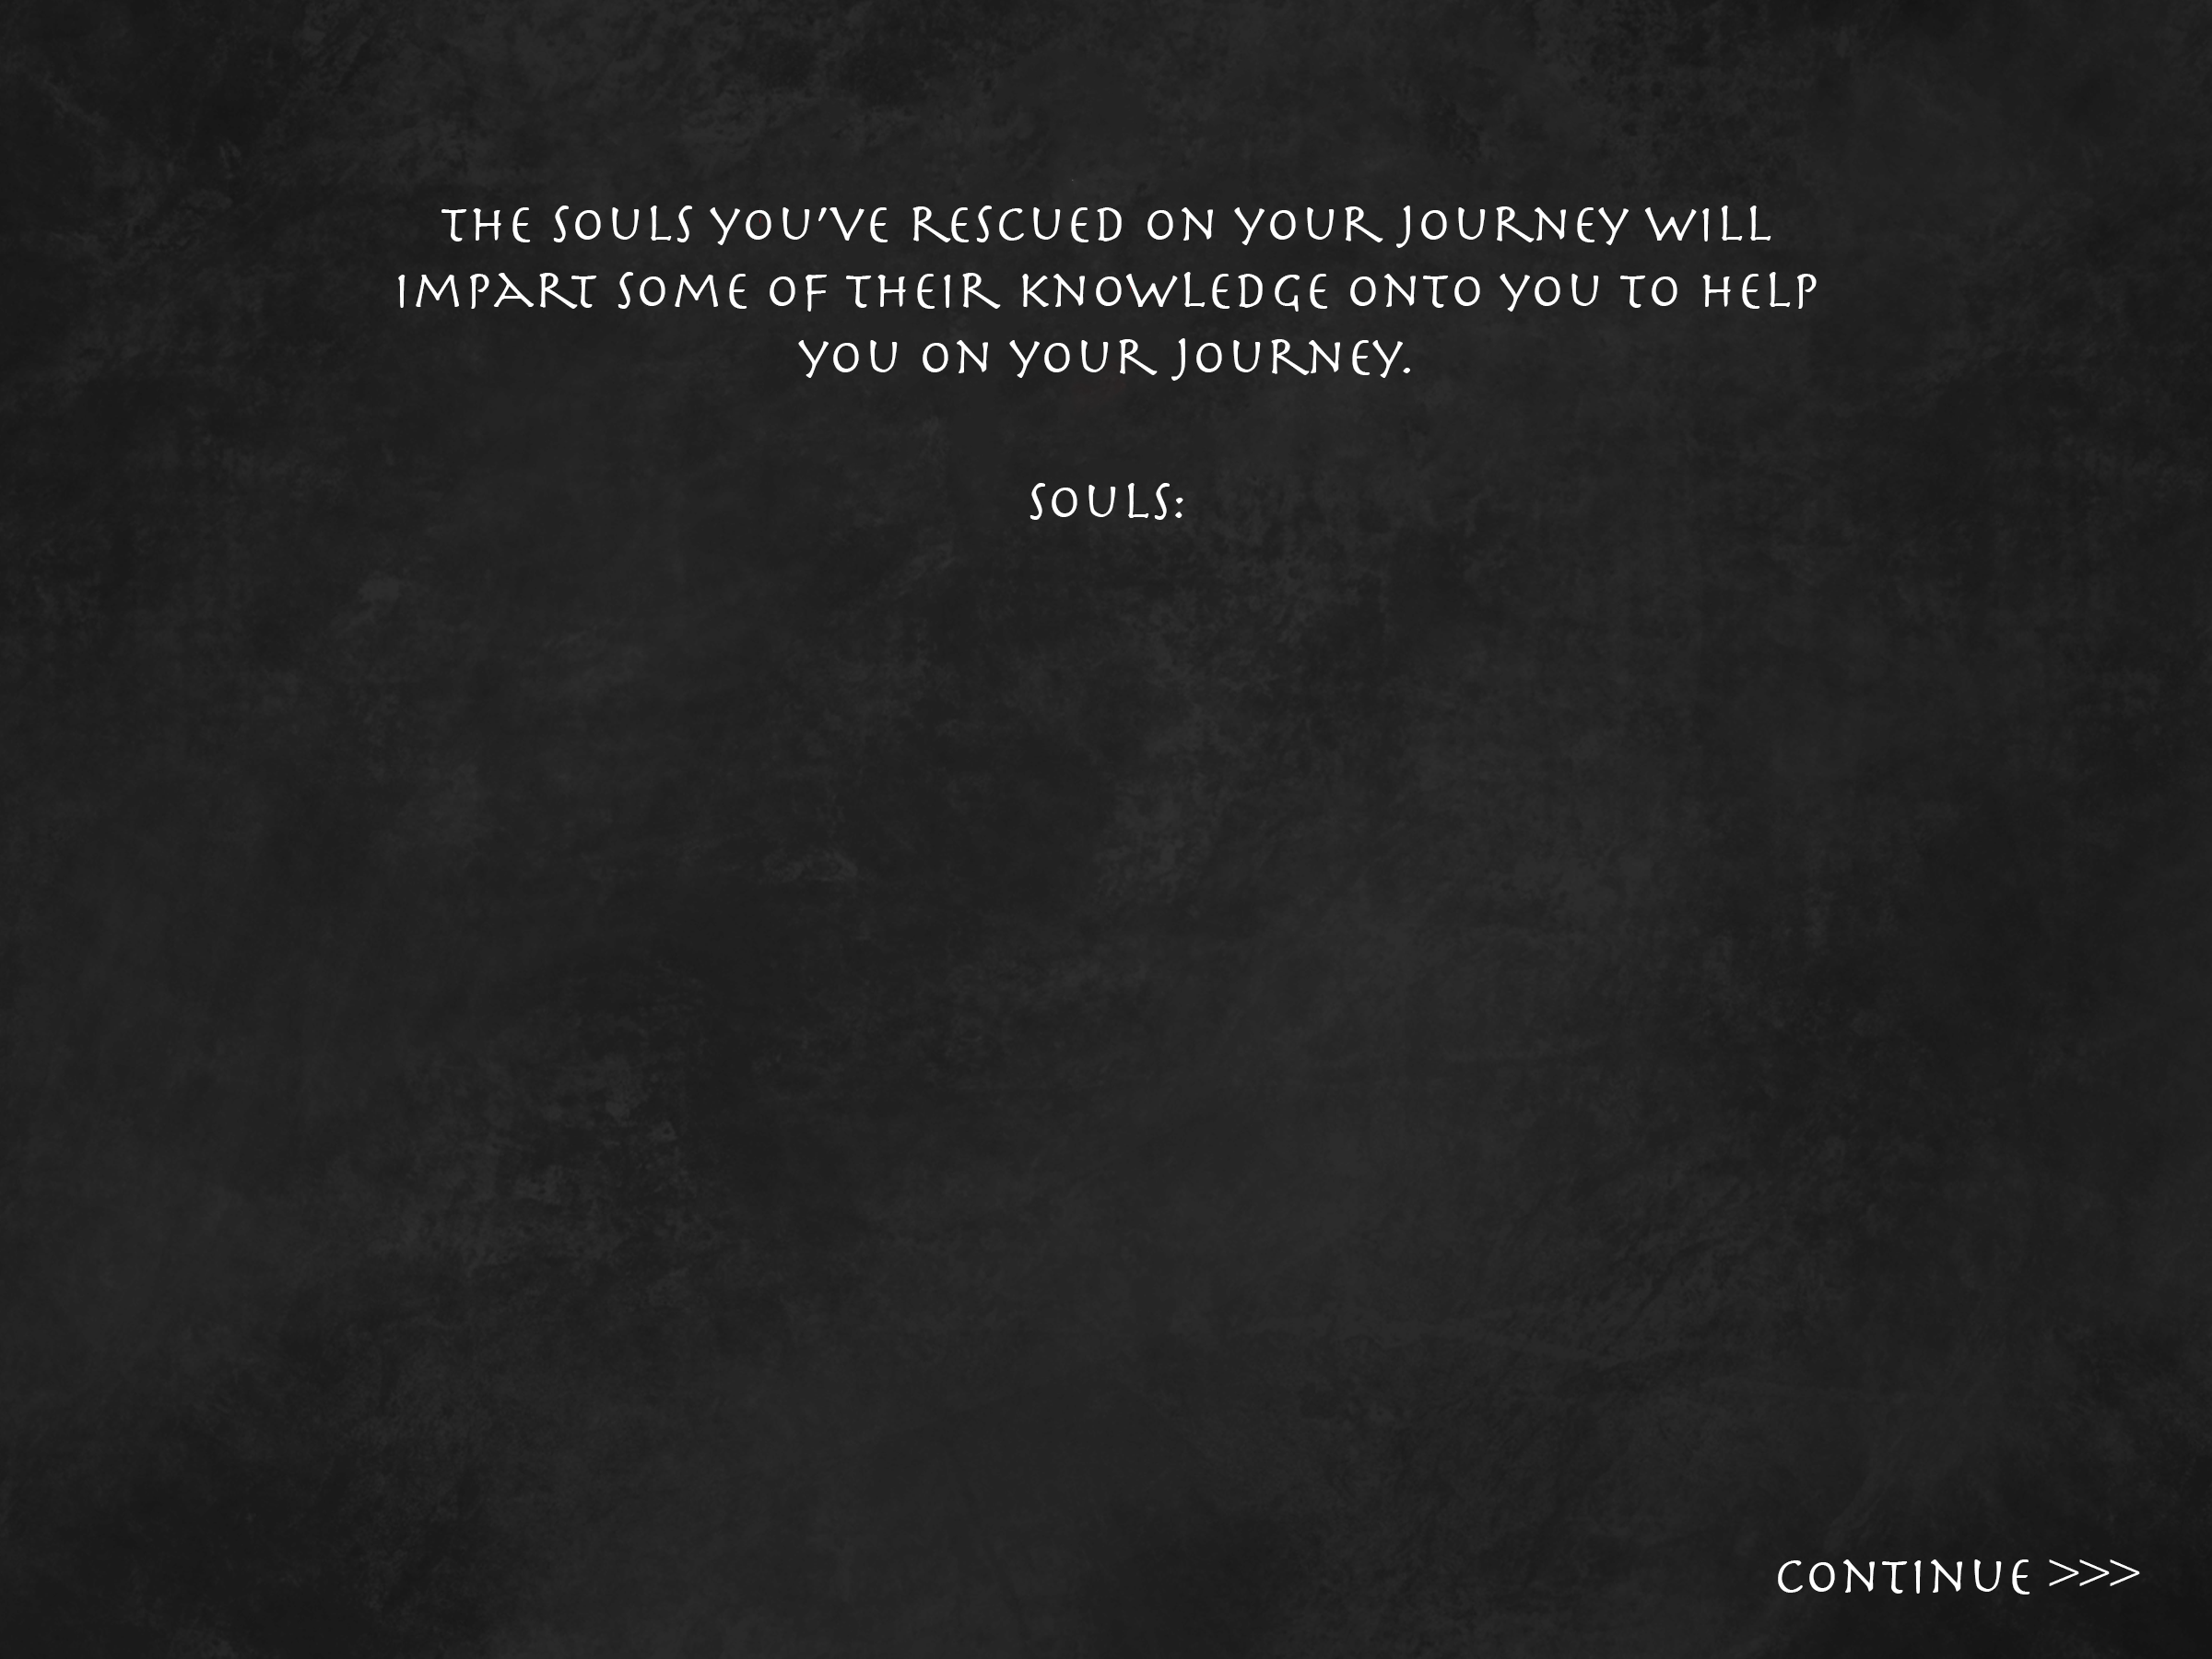 THE SOULS YOU'VE RESCUED ON YOUR JOURNEY WILL
IMPART SOME OF THEIR KNOWLEDGE ONTO YOU TO HELP
YOU ON YOUR JOURNEY.
SOULS:
CONTINUE >>>